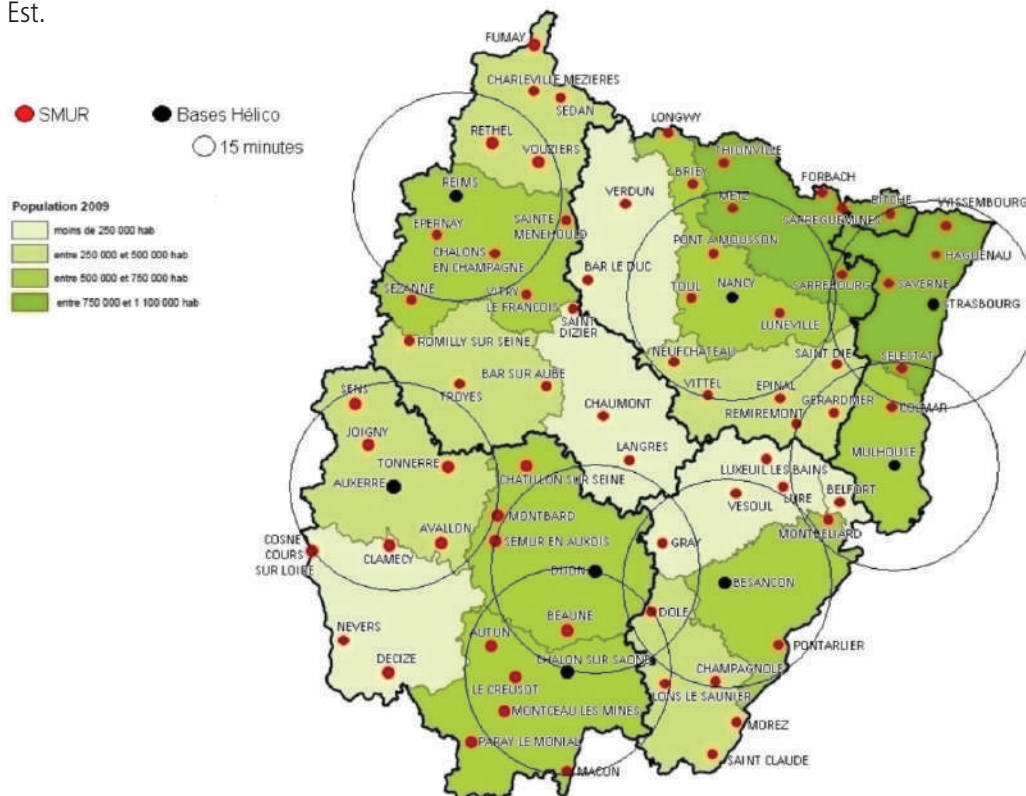 Est.
SMUR
Bases Hélico
15 minutes
Population 2009
moins de 250 000 hab
entre 250 000 et 500 000 hab
entre 500 000 et 750 000 hab
entre 750 000 et 1 100 000 hab
FUMAY
CHARLEVILLE MEZIERES
SEDAN
RETHEL
VOUZIERS
LONGWY
THIONVILLE
BRIEY
FORBACH
VERDUN
METZ
SARREGUEMINES
BITCHE
WISSEMBOURG
REIMS
EPERNAY
SAINTE
MENEHOULD
CHALONS
EN CHAMPAGNE
PONT A MOUSSON
HAGUENAU
BAR LE DUC
SARREBOURG
SAVERNE
STRASBOURG
SEZANNE
VITRY
LE FRANCOIS
TOUL
NANCY
LUNEVILLE
SAINT
DIZIER
ROMILLY SUR SEINE
NEUFCHATEAU
SAINT DIE
SELESTAT
BAR SUR AUBE
TROYES
VITTEL
EPINAL
GERARDMER
COLMAR
SENS
CHAUMONT
REMIREMONT
JOIGNY
LANGRES
MULHOUSE
TONNERRE
CHATILLON SUR SEINE
LUXEUIL LES BAINS
AUXERRE
VESOUL
LURE
BELFORT
MONTBARD
MONTBELIARD
AVALLON
SEMUR EN AUXOIS
GRAY
COSNE
COURS
SUR LOIRE
CLAMECY
DIJON
BESANCON
DOLE
NEVERS
BEAUNE
AUTUN
PONTARLIER
DECIZE
CHALON SUR SAONE
CHAMPAGNOLE
LE CREUSOT
LONS LE SAUNIER
MONTCEAU LES MINES
MOREZ
PARAY LE MONIAL
SAINT CLAUDE
MACON